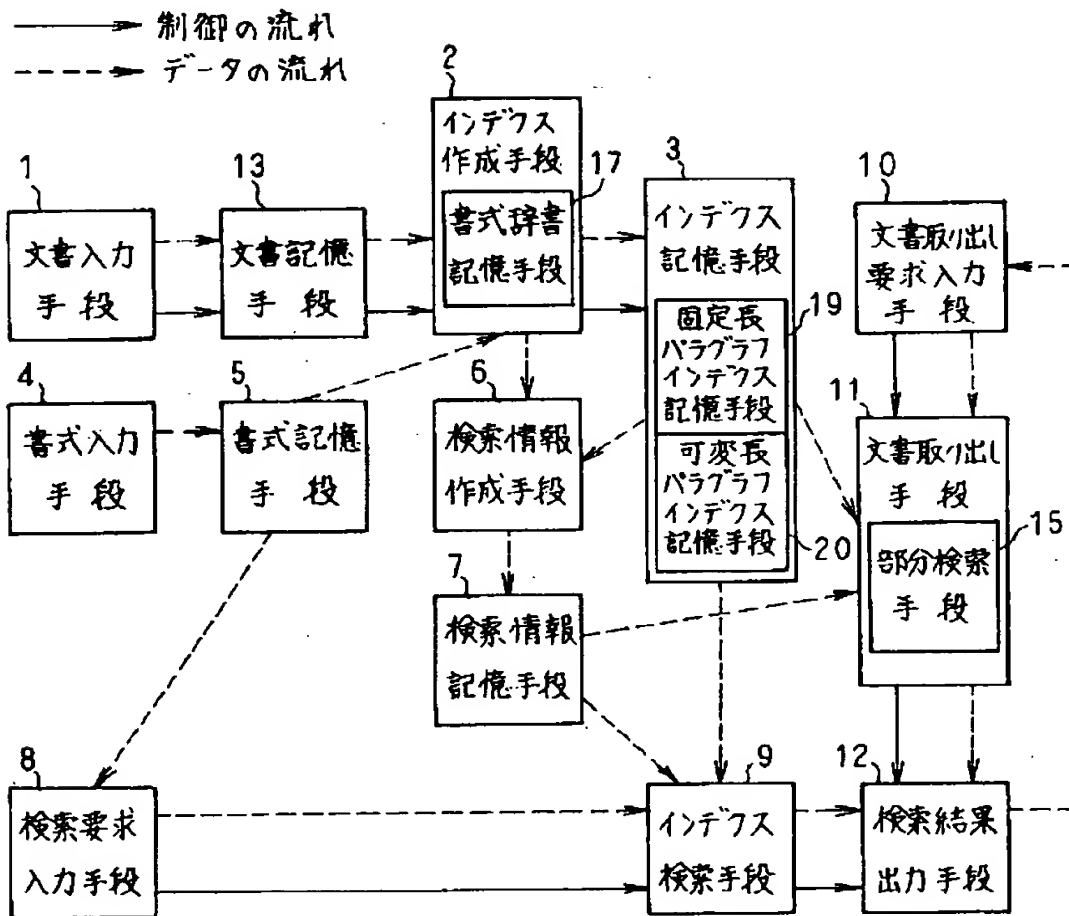 制御の流れ
データの流れ
1
文書入力
手段
13
文書記憶
手段
2
インデクス
作成手段
17
書式辞書
記憶手段
3
インデクス
記憶手段
固定長
パラグラフ
インデクス
記憶手段
19
可変長
パラグラフ
インデクス
記憶手段
20
10
文書取り出し
要求入力
手段
4
書式入力
手段
5
書式記憶
手段
6
検索情報
作成手段
11
文書取り出し
手段
15
部分検索
手段
7
検索情報
記憶手段
8
検索要求
入力手段
9
インデクス
検索手段
12
検索結果
出力手段